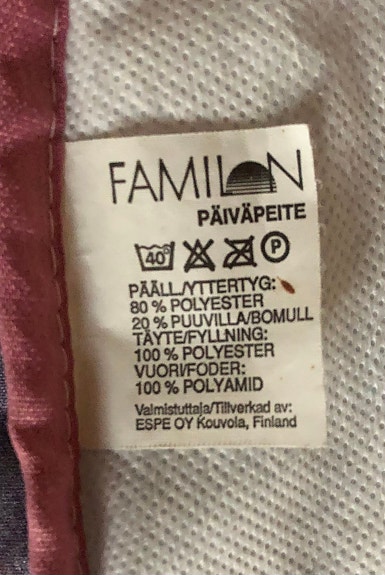 FAMILON
PÄIVÄPEITE
40° P
PÄÄLL/YTTERTYG:
80 % POLYESTER
20 % PUUVILLA/BOMULL
TÄYTE/FYLLNING:
100 % POLYESTER
VUORI/FODER:
100 % POLYAMID
Valmistuttaja/Tillverkad av:
ESPE OY Kouvola, Finland